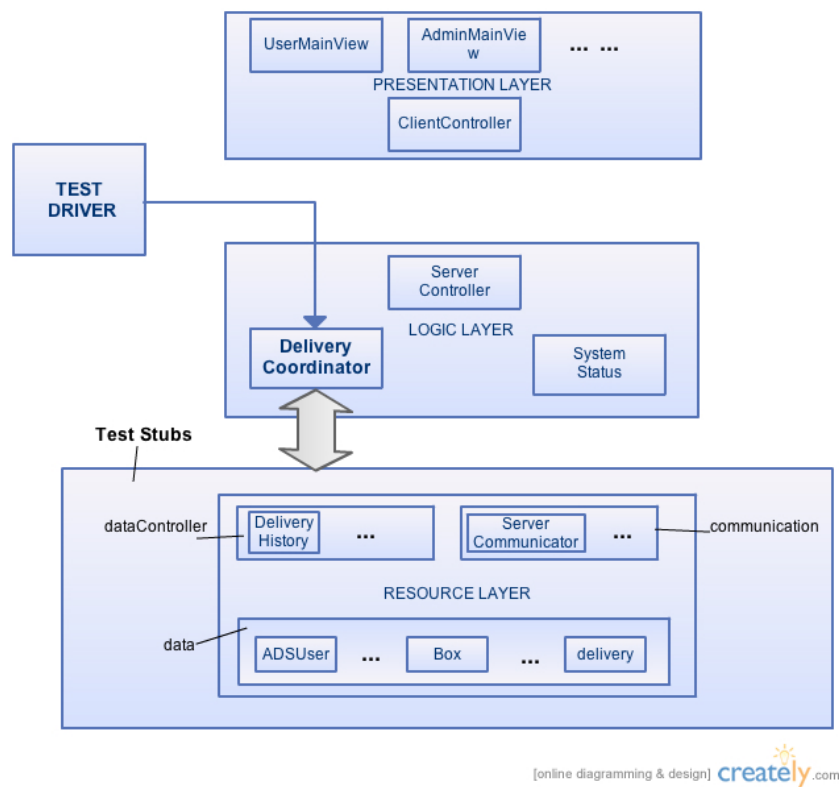 UserMainView
AdminMainVie
w
... ...
PRESENTATION LAYER
ClientController
TEST
DRIVER
Server
Controller
LOGIC LAYER
Delivery
Coordinator
System
Status
Test Stubs
dataController
Delivery
History
...
Server
Communicator
...
communication
RESOURCE LAYER
data
ADSUser
...
Box
...
delivery
[online diagramming & design] creately.com